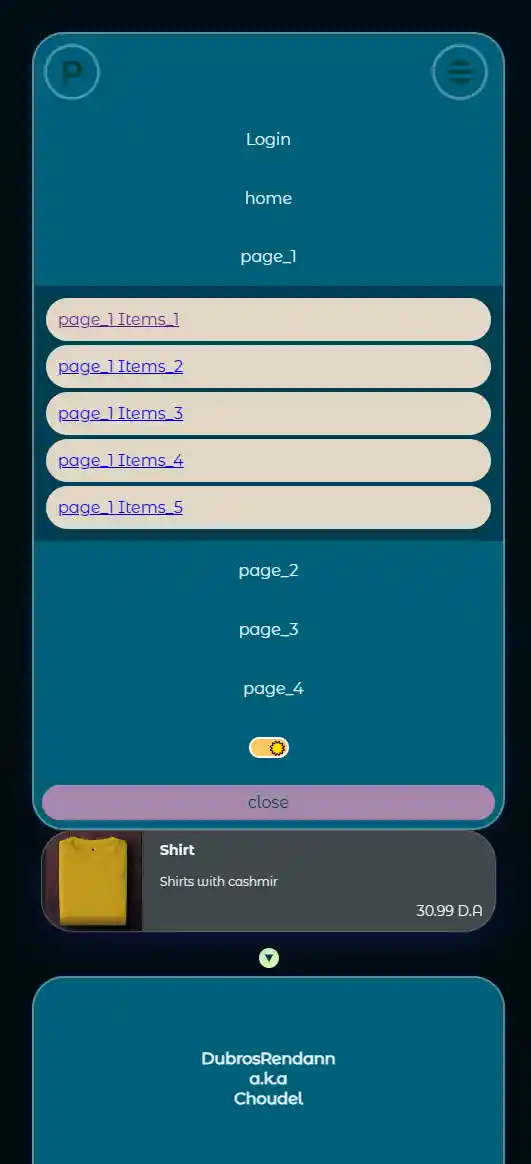 P
Login
home
page_1
page_1 Items_1
page_1 Items_2
page_1 Items_3
page_1 Items_4
page_1 Items_5
page_2
page_3
page_4
close
Shirt
Shirts with cashmir
30.99 D.A
DubrosRendann
a.k.a
Choudel